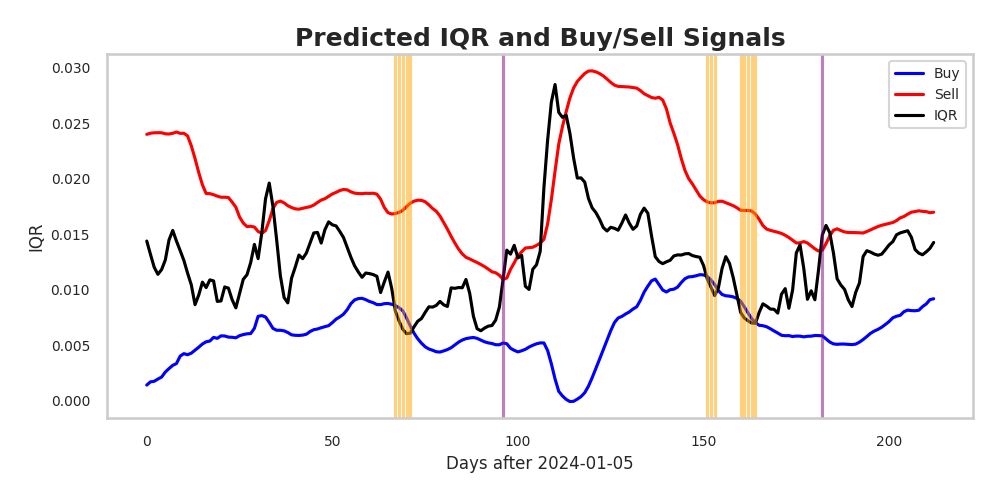 Predicted IQR and Buy/Sell Signals
0.030
0.025
0.020
0.015
0.010
0.005
0.000
IQR
Buy
Sell
IQR
0 50 100 150 200
Days after 2024-01-05